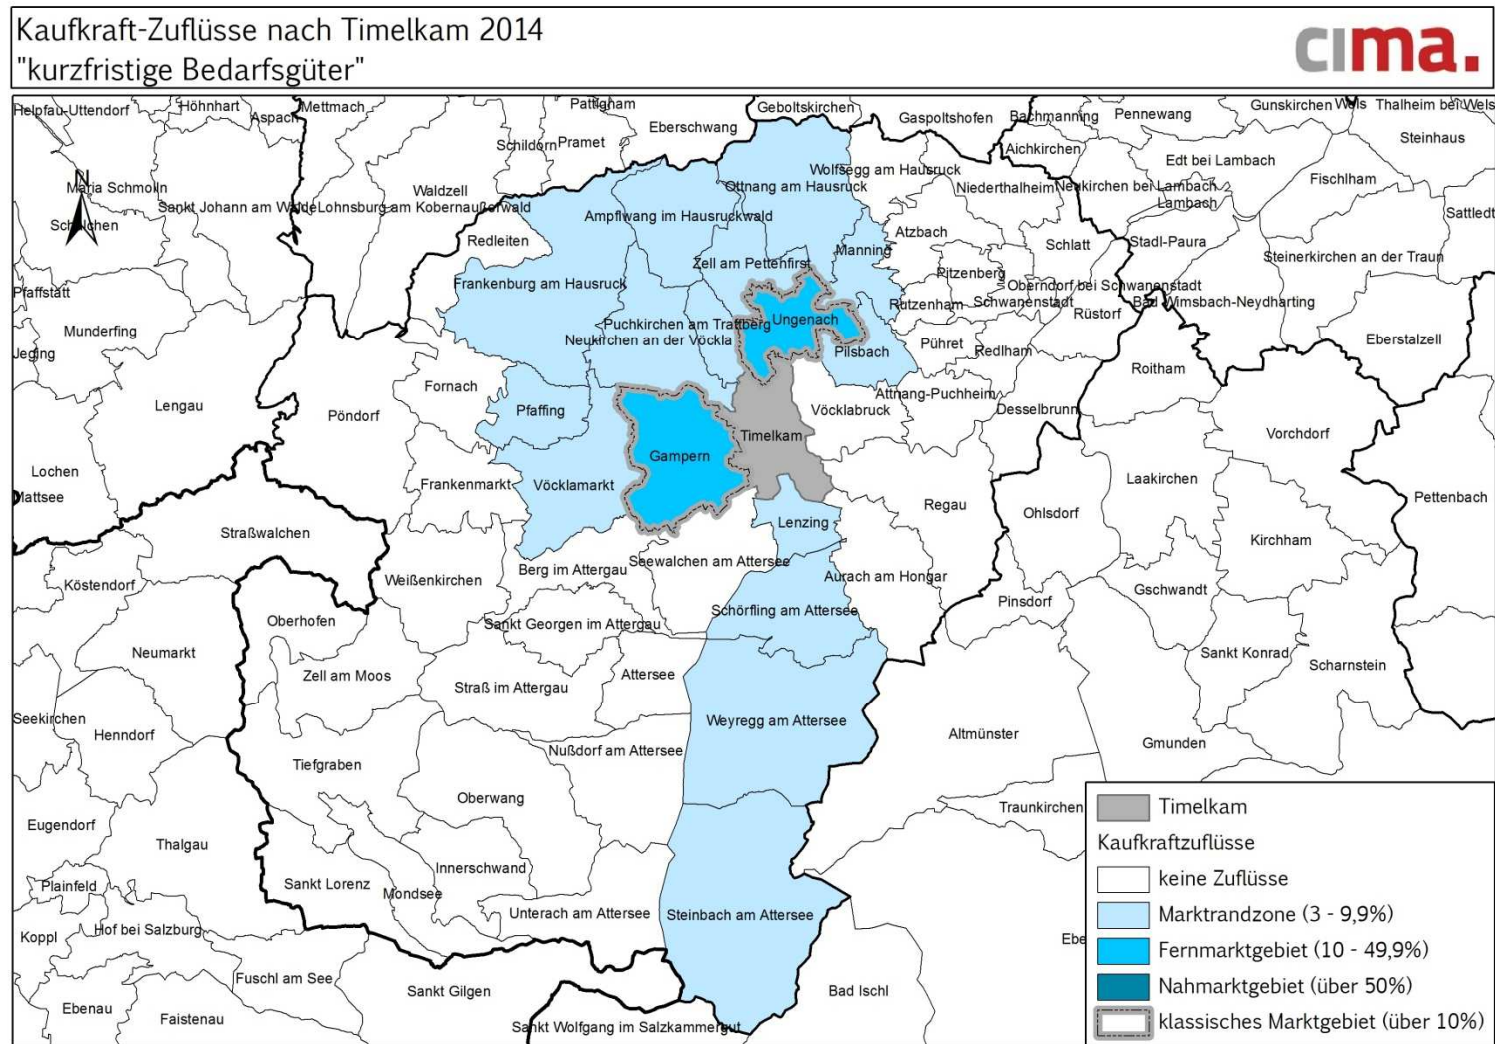 Kaufkraft-Zuflüsse nach Timelkam 2014
"kurzfristige Bedarfsgüter"
cima.
Helpfau-Uttendorf
Höhnhart
Aspach
Mettmach
Pattigham
Eberschwang
Geboltskirchen
Gaspoltshofen
Bachmanning
Pennewang
Gunskirchen
Wels
Thalheim bei Wels
Steinhaus
Schildorn
Pramet
Aichkirchen
Edt bei Lambach
Wolfsegg am Hausruck
Ottnang am Hausruck
Niederthalheim
Neukirchen bei Lambach
Lambach
Fischlham
Sattledt
N
Maria Schmolln
Schalchen
Sankt Johann am Walde
Waldzell
Lohnsburg am Kobernaußerwald
Redleiten
Ampflwang im Hausruckwald
Atzbach
Manning
Schlatt
Stadl-Paura
Steinerkirchen an der Traun
Zell am Pettenfirst
Pitzenberg
Frankenburg am Hausruck
Oberndorf bei Schwanenstadt
Schwanenstadt
Bad Wimsbach-Neydharting
Rutzenham
Rüstorf
Pfaffstätt
Munderfing
Jeging
Puchkirchen am Trattberg
Neukirchen an der Vöckla
Ungenach
Pilsbach
Pühret
Redlham
Eberstalzell
Roitham
Fornach
Attnang-Puchheim
Desselbrunn
Lengau
Pöndorf
Pfaffing
Vöcklabruck
Timelkam
Vorchdorf
Gampern
Lochen
Mattsee
Frankenmarkt
Vöcklamarkt
Laakirchen
Pettenbach
Regau
Ohlsdorf
Lenzing
Straßwalchen
Kirchham
Seewalchen am Attersee
Berg im Attergau
Weißenkirchen
Aurach am Hongar
Köstendorf
Gschwandt
Pinsdorf
Schörfling am Attersee
Oberhofen
Sankt Georgen im Attergau
Neumarkt
Sankt Konrad
Scharnstein
Zell am Moos
Straß im Attergau
Attersee
Seekirchen
Henndorf
Weyregg am Attersee
Altmünster
Gmunden
Nußdorf am Attersee
Tiefgraben
Oberwang
Traunkirchen
Eugendorf
Thalgau
Innerschwand
Plainfeld
Sankt Lorenz
Mondsee
Unterach am Attersee
Steinbach am Attersee
Hof bei Salzburg
Koppl
Ebe
Fuschl am See
Sankt Gilgen
Bad Ischl
Ebenau
Faistenau
Sankt Wolfgang im Salzkammergut
Timelkam
Kaufkraftzuflüsse
keine Zuflüsse
Marktrandzone (3 - 9,9%)
Fernmarktgebiet (10 - 49,9%)
Nahmarktgebiet (über 50%)
klassisches Marktgebiet (über 10%)